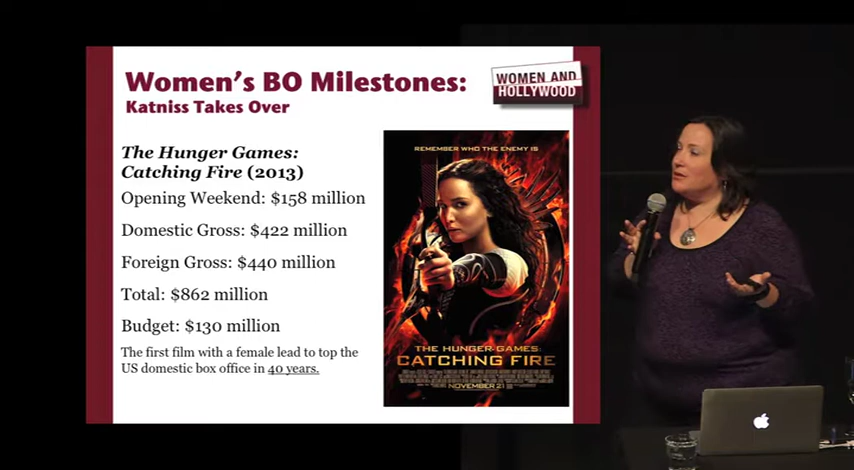 Women's BO Milestones:
Katniss Takes Over
WOMEN AND
HOLLYWOOD
The Hunger Games:
Catching Fire (2013)
Opening Weekend: $158 million
Domestic Gross: $422 million
Foreign Gross: $440 million
Total: $862 million
Budget: $130 million
The first film with a female lead to top the
US domestic box office in 40 years.
REMEMBER WHO THE ENEMY IS
THE HUNGER GAMES:
CATCHING FIRE
NOVEMBER 21